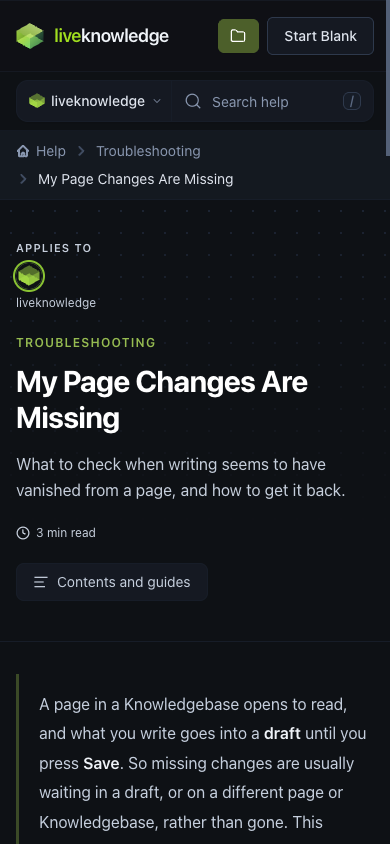 liveknowledge
Start Blank
liveknowledge
Search help
/
Help
Troubleshooting
My Page Changes Are Missing
APPLIES TO
liveknowledge
TROUBLESHOOTING
My Page Changes Are
Missing
What to check when writing seems to have
vanished from a page, and how to get it back.
3 min read
Contents and guides
A page in a Knowledgebase opens to read,
and what you write goes into a draft until you
press Save. So missing changes are usually
waiting in a draft, or on a different page or
Knowledgebase, rather than gone. This